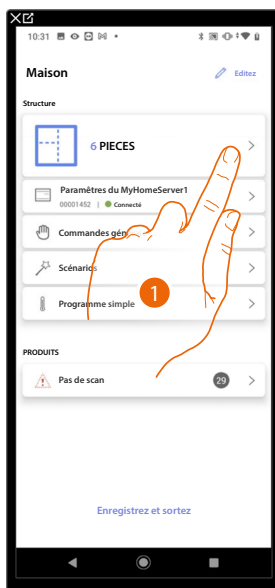 10:31
Maison
Editez
Structure
6 PIECES
Paramètres du MyHomeServer1
00001452 | Connecté
Commandes gén
Scénarios
Programme simple
1
PRODUITS
Pas de scan
29
Enregistrez et sortez